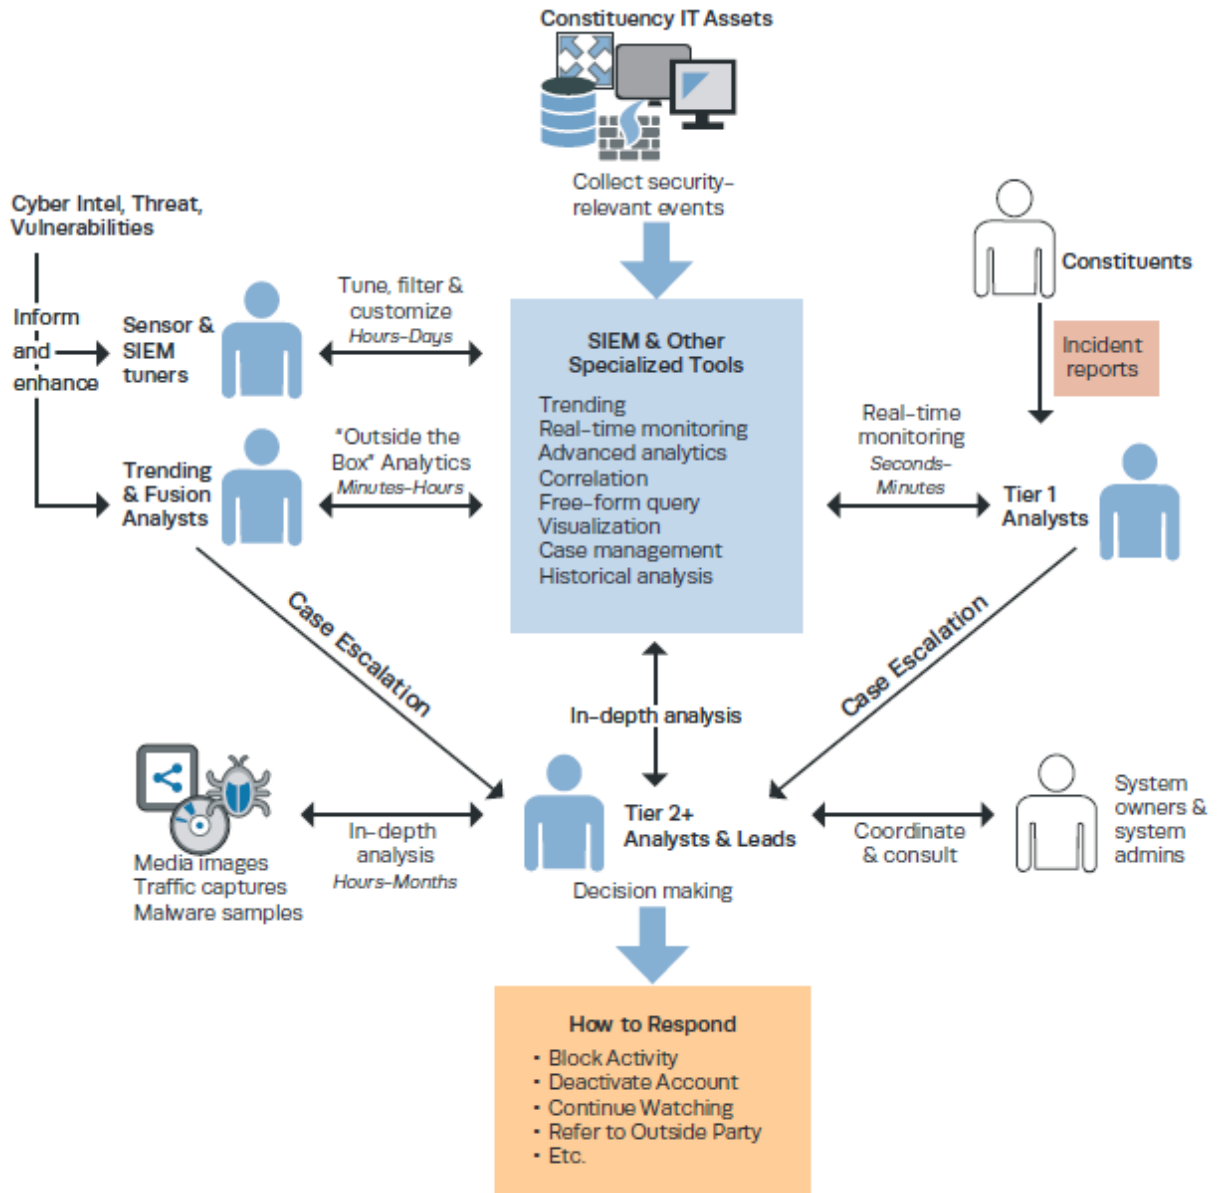 Constituency IT Assets
Collect security-
relevant events
Cyber Intel, Threat,
Vulnerabilities
Inform
and
enhance
Sensor &
SIEM
tuners
Tune, filter &
customize
Hours-Days
Trending
& Fusion
Analysts
"Outside the
Box" Analytics
Minutes-Hours
SIEM & Other
Specialized Tools
Trending
Real-time monitoring
Advanced analytics
Correlation
Free-form query
Visualization
Case management
Historical analysis
Constituents
Incident
reports
Real-time
monitoring
Seconds-
Minutes
Tier 1
Analysts
Case Escalation
Case Escalation
In-depth analysis
Media images
Traffic captures
Malware samples
In-depth
analysis
Hours-Months
Tier 2+
Analysts & Leads
Decision making
Coordinate
& consult
System
owners &
system
admins
How to Respond
• Block Activity
• Deactivate Account
• Continue Watching
• Refer to Outside Party
• Etc.